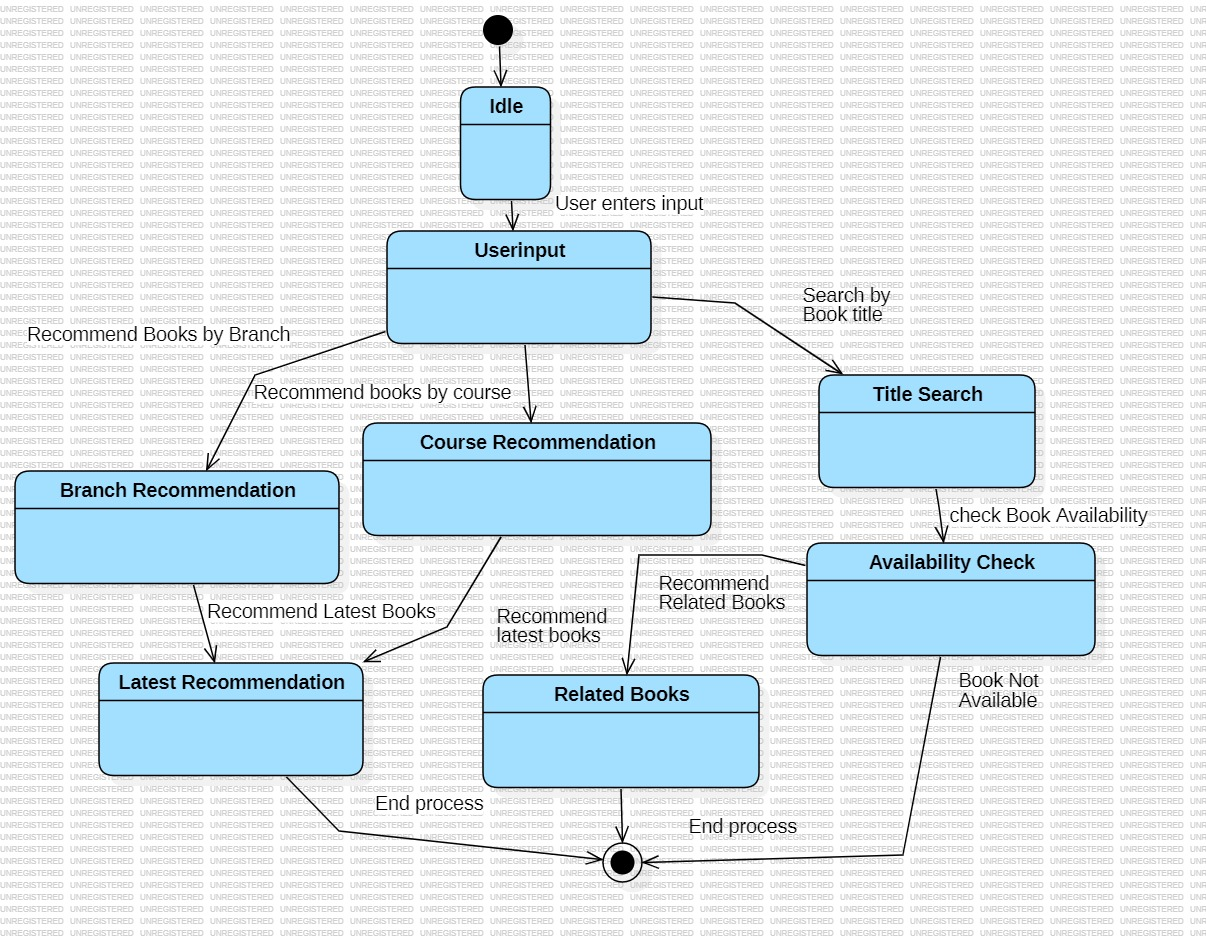 Idle
User enters input
Userinput
Search by
Book title
Recommend Books by Branch
Recommend books by course
Title Search
Course Recommendation
Branch Recommendation
check Book Availability
Availability Check
Recommend
Related Books
Recommend Latest Books
Recommend
latest books
Latest Recommendation
Related Books
Book Not
Available
End process
End process
UNREGISTERED